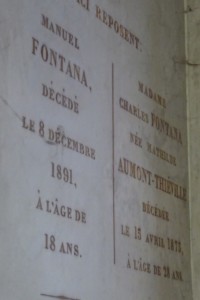 ICI REPOSENT.
MANUEL
FONTANA,
DÉCÉDÉ
LE 8 DÉCEMBRE
1891,
À L'ÂGE DE
18 ANS.
MADAME
CHARLES FONTANA
NÉE MATHILDE
AUMONT-THIÉVILLE
DÉCÉDÉE
LE 15 AVRIL 1873,
À L'ÂGE DE 28 ANS.